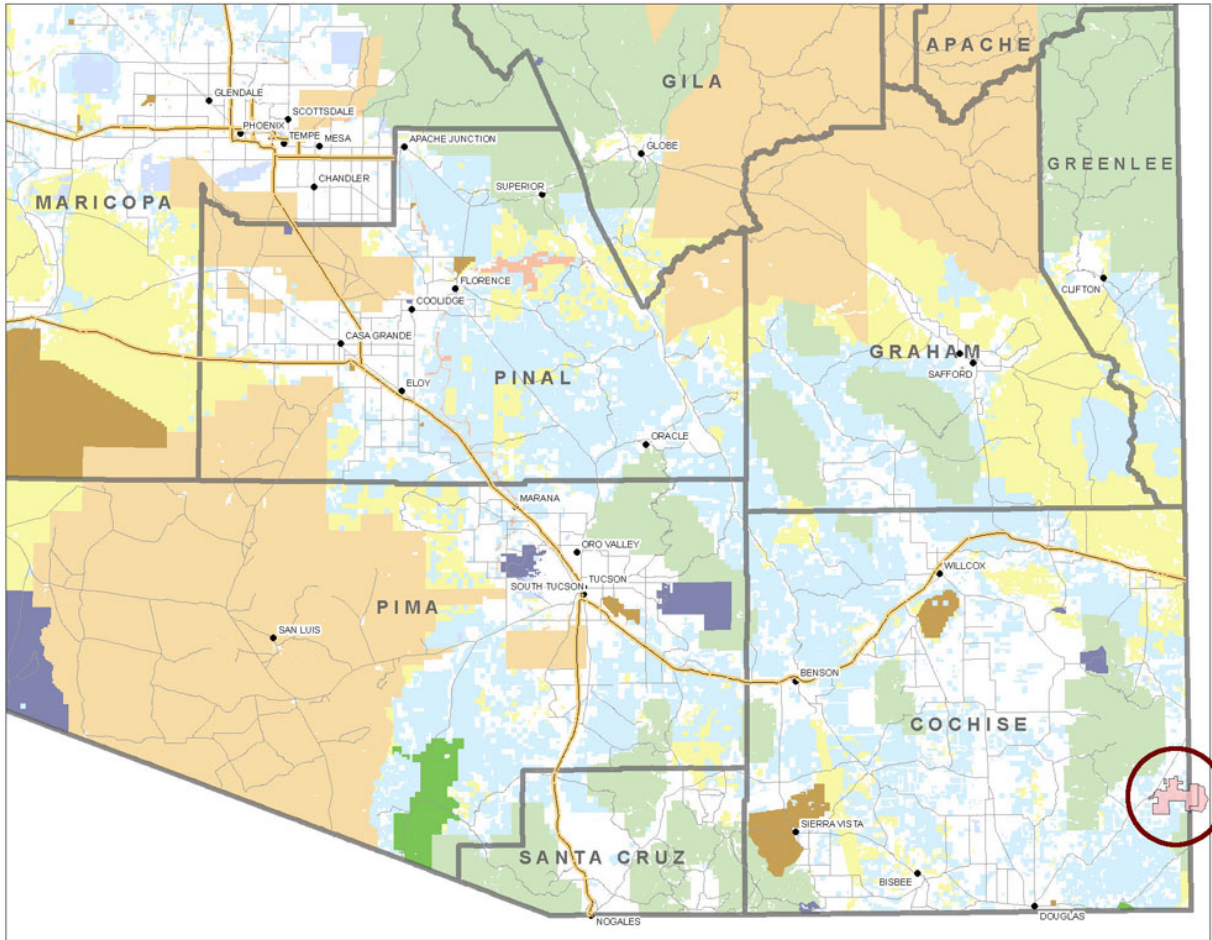 APACHE
GILA
GLENDALE
SCOTTSDALE
PHOENIX
TEMPE
MESA
APACHE JUNCTION
GLOBE
GREENLEE
CHANDLER
SUPERIOR
MARICOPA
FLORENCE
CLIFTON
COOLIDGE
CASA GRANDE
GRAHAM
SAFFORD
PINAL
ELOY
ORACLE
MARANA
ORO VALLEY
WILLCOX
TUCSON
SOUTH TUCSON
PIMA
SAN LUIS
BENSON
COCHISE
SIERRA VISTA
SANTA CRUZ
BISBEE
DOUGLAS
NOGALES